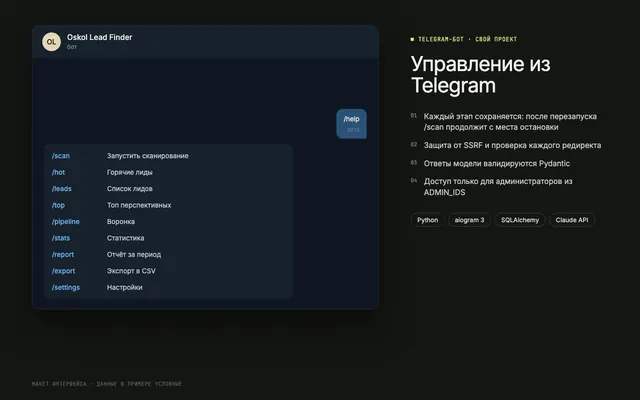 OL
Oskol Lead Finder
бот
/help
/scan Запустить сканирование
/hot Горячие лиды
/leads Список лидов
/top Топ перспективных
/pipeline Воронка
/stats Статистика
/report Отчёт за период
/export Экспорт в CSV
/settings Настройки
МАКЕТ ИНТЕРФЕЙСА · ДАННЫЕ В ПРИМЕРЕ УСЛОВНЫЕ
TELEGRAM-БОТ · СВОЙ ПРОЕКТ
Управление из
Telegram
01 Каждый этап сохраняется: после перезапуска
/scan продолжит с места остановки
02 Защита от SSRF и проверка каждого редиректа
03 Ответы модели валидируются Pydantic
04 Доступ только для администраторов из
ADMIN_IDS
Python aiogram 3 SQLAlchemy Claude API